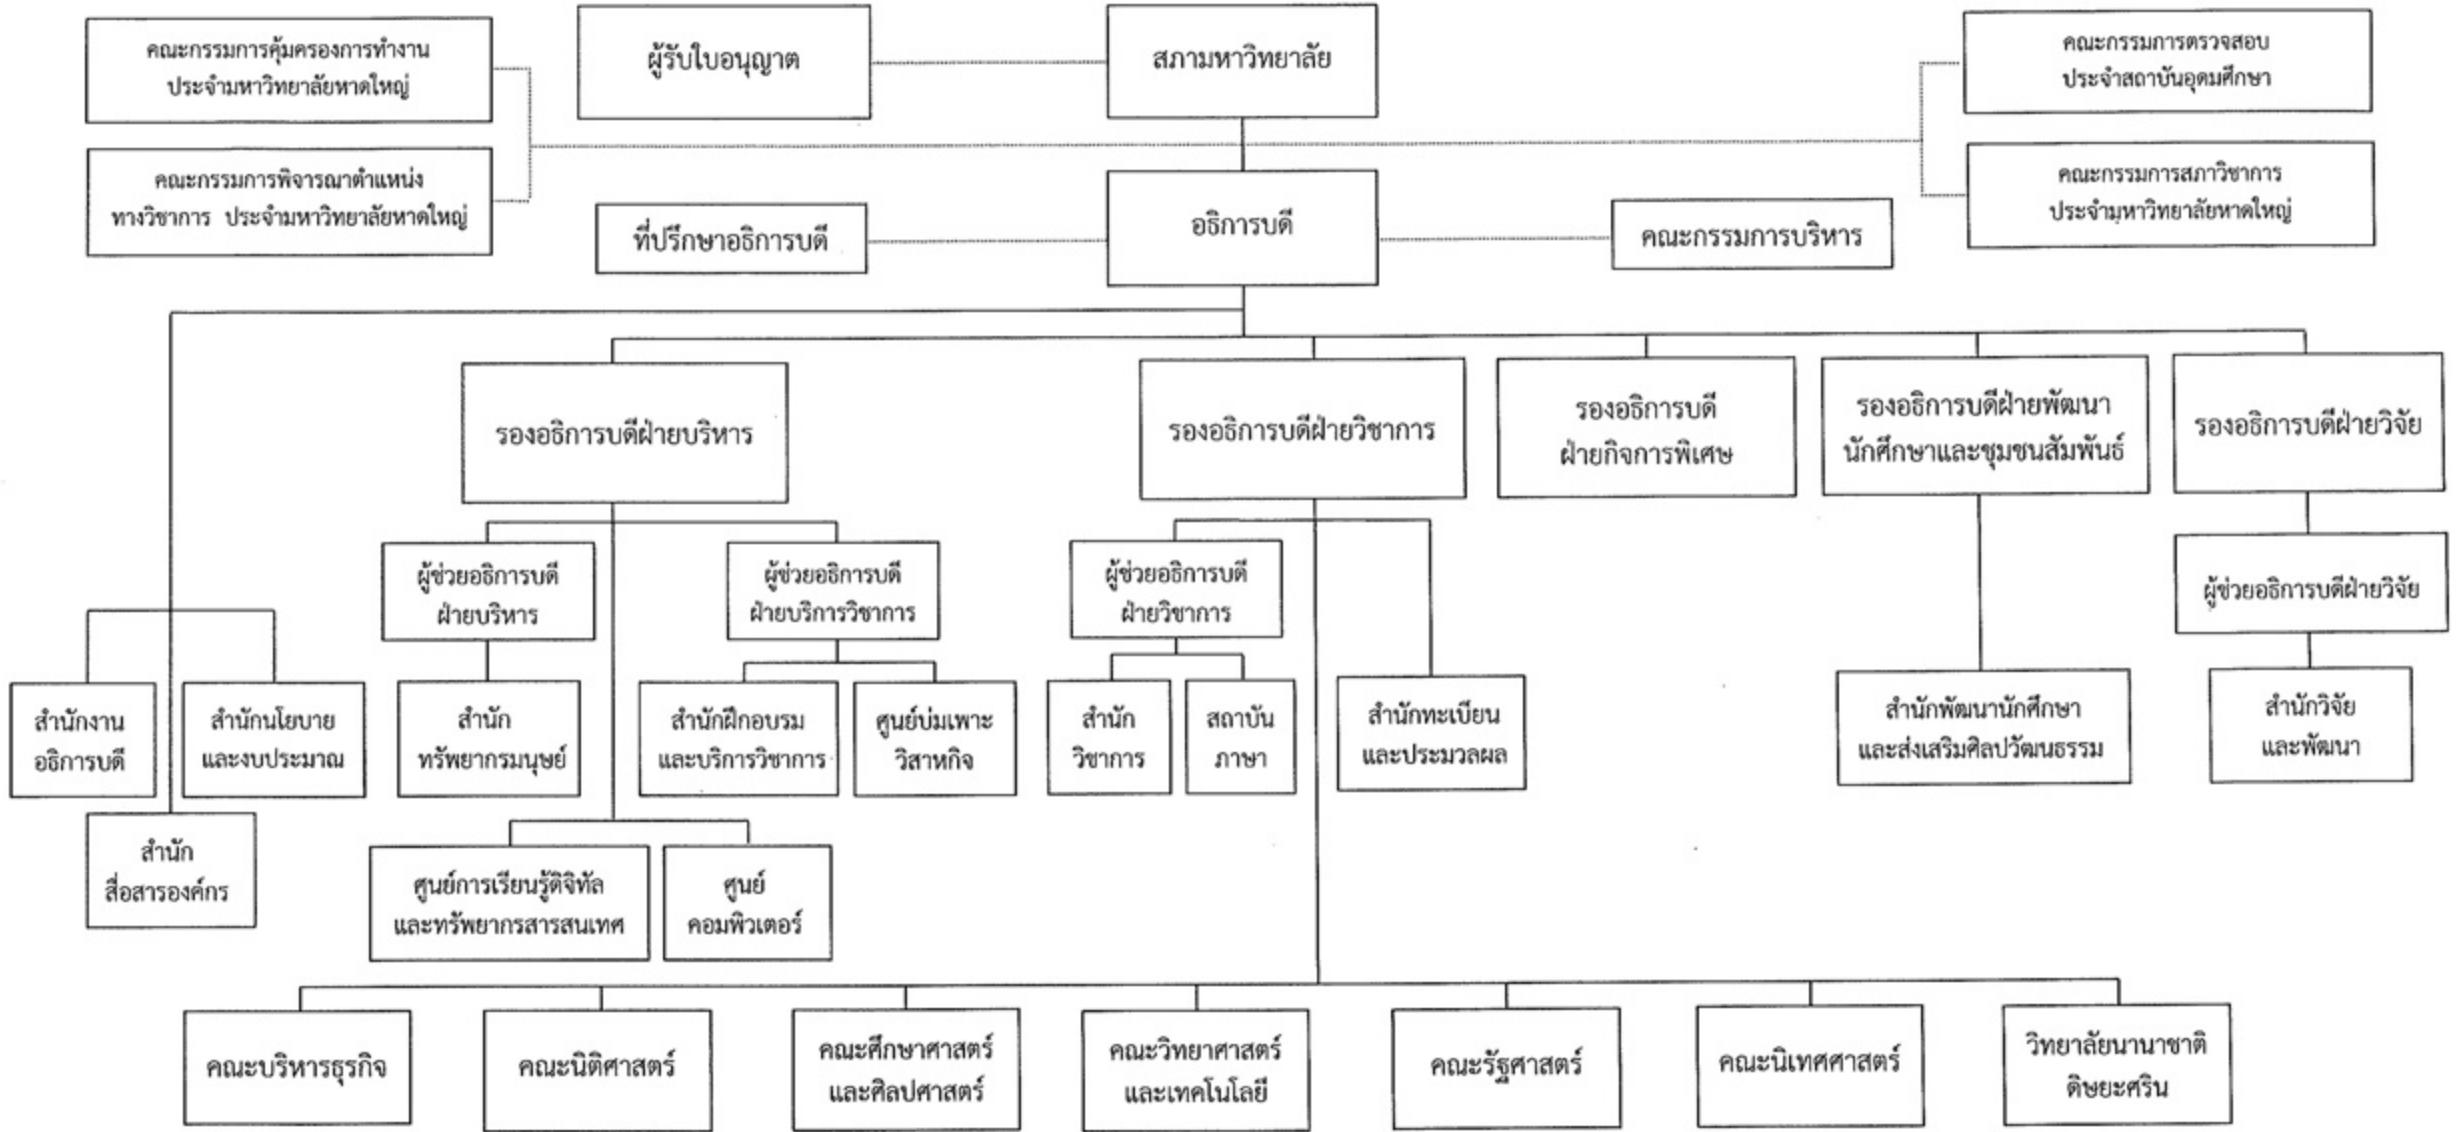 คณะกรรมการคุ้มครองการทำงาน
ประจำมหาวิทยาลัยหาดใหญ่
ผู้รับใบอนุญาต
สภามหาวิทยาลัย
คณะกรรมการตรวจสอบ
ประจำสถาบันอุดมศึกษา
คณะกรรมการพิจารณาตำแหน่ง
ทางวิชาการ ประจำมหาวิทยาลัยหาดใหญ่
ที่ปรึกษาอธิการบดี
อธิการบดี
คณะกรรมการบริหาร
คณะกรรมการสภาวิชาการ
ประจำมหาวิทยาลัยหาดใหญ่
รองอธิการบดีฝ่ายบริหาร
รองอธิการบดีฝ่ายวิชาการ
รองอธิการบดี
ฝ่ายกิจการพิเศษ
รองอธิการบดีฝ่ายพัฒนา
นักศึกษาและชุมชนสัมพันธ์
รองอธิการบดีฝ่ายวิจัย
ผู้ช่วยอธิการบดี
ฝ่ายบริหาร
ผู้ช่วยอธิการบดี
ฝ่ายบริการวิชาการ
ผู้ช่วยอธิการบดี
ฝ่ายวิชาการ
ผู้ช่วยอธิการบดีฝ่ายวิจัย
สำนักงาน
อธิการบดี
สำนักนโยบาย
และงบประมาณ
สำนัก
ทรัพยากรมนุษย์
สำนักฝึกอบรม
และบริการวิชาการ
ศูนย์บ่มเพาะ
วิสาหกิจ
สำนัก
วิชาการ
สถาบัน
ภาษา
สำนักทะเบียน
และประมวลผล
สำนักพัฒนานักศึกษา
และส่งเสริมศิลปวัฒนธรรม
สำนักวิจัย
และพัฒนา
สำนัก
สื่อสารองค์กร
ศูนย์การเรียนรู้ดิจิทัล
และทรัพยากรสารสนเทศ
ศูนย์
คอมพิวเตอร์
คณะบริหารธุรกิจ
คณะนิติศาสตร์
คณะศึกษาศาสตร์
และศิลปศาสตร์
คณะวิทยาศาสตร์
และเทคโนโลยี
คณะรัฐศาสตร์
คณะนิเทศศาสตร์
วิทยาลัยนานาชาติ
ดิษยะศริน